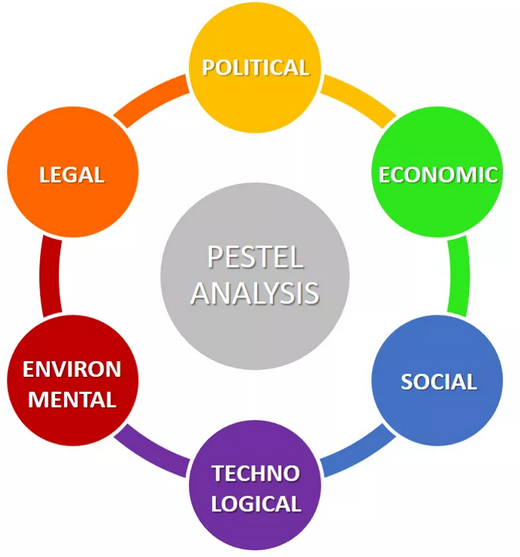 POLITICAL
ECONOMIC
SOCIAL
TECHNO
LOGICAL
ENVIRON
MENTAL
LEGAL
PESTEL
ANALYSIS